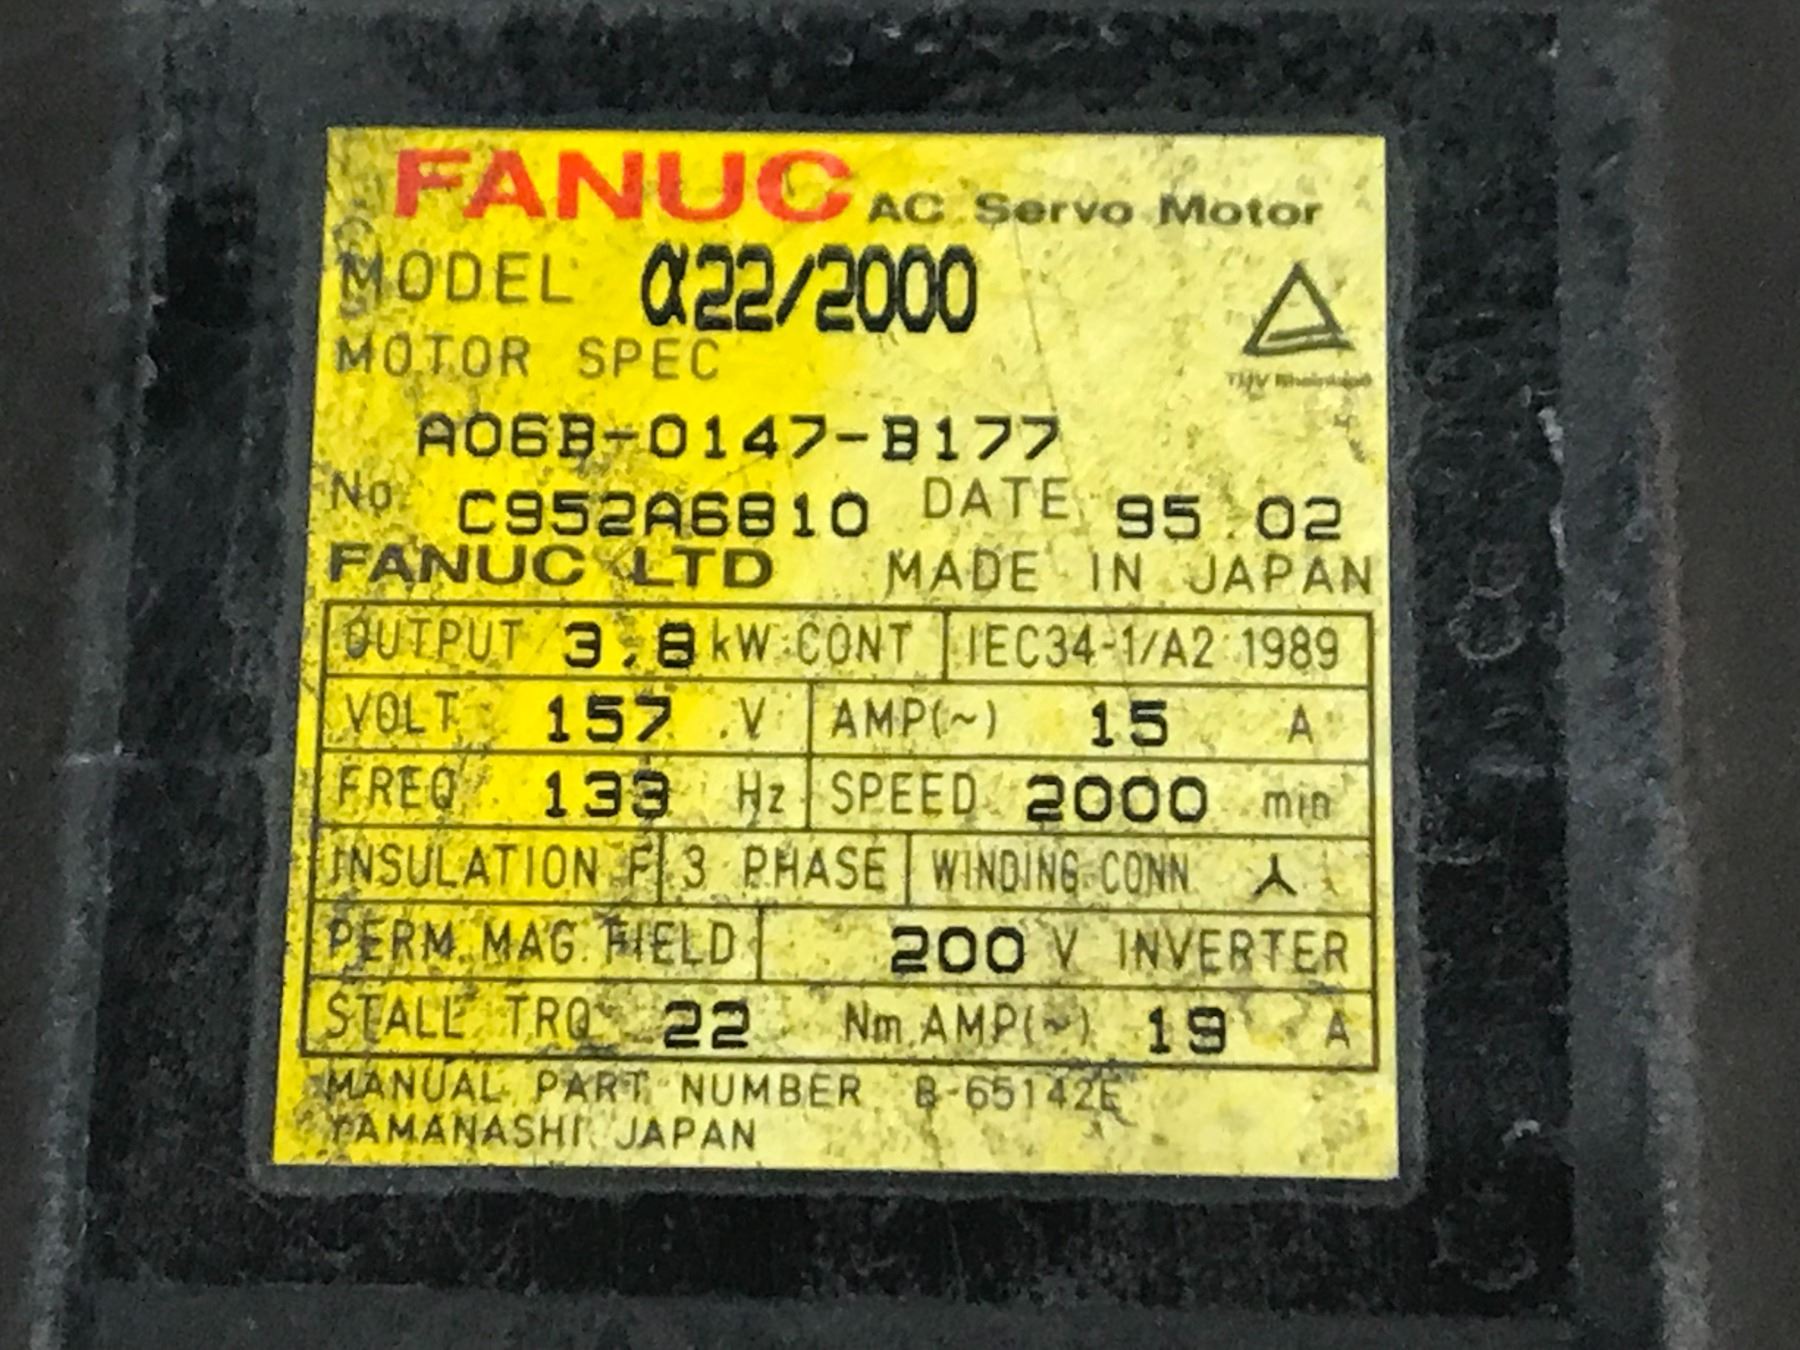 FANUC AC Servo Motor
MODEL α22/2000
MOTOR SPEC
TÜV Rheinland
A06B-0147-B177
No. C952A6810 DATE 95.02
FANUC LTD MADE IN JAPAN
OUTPUT 3.8 kW CONT IEC34-1/A2:1989
VOLT 157 V AMP(~) 15 A
FREQ 133 Hz SPEED 2000 min
INSULATION F 3 PHASE WINDING CONN
PERM.MAG.FIELD 200 V INVERTER
STALL TRQ 22 Nm AMP(~) 19 A
MANUAL PART NUMBER B-65142E
YAMANASHI JAPAN